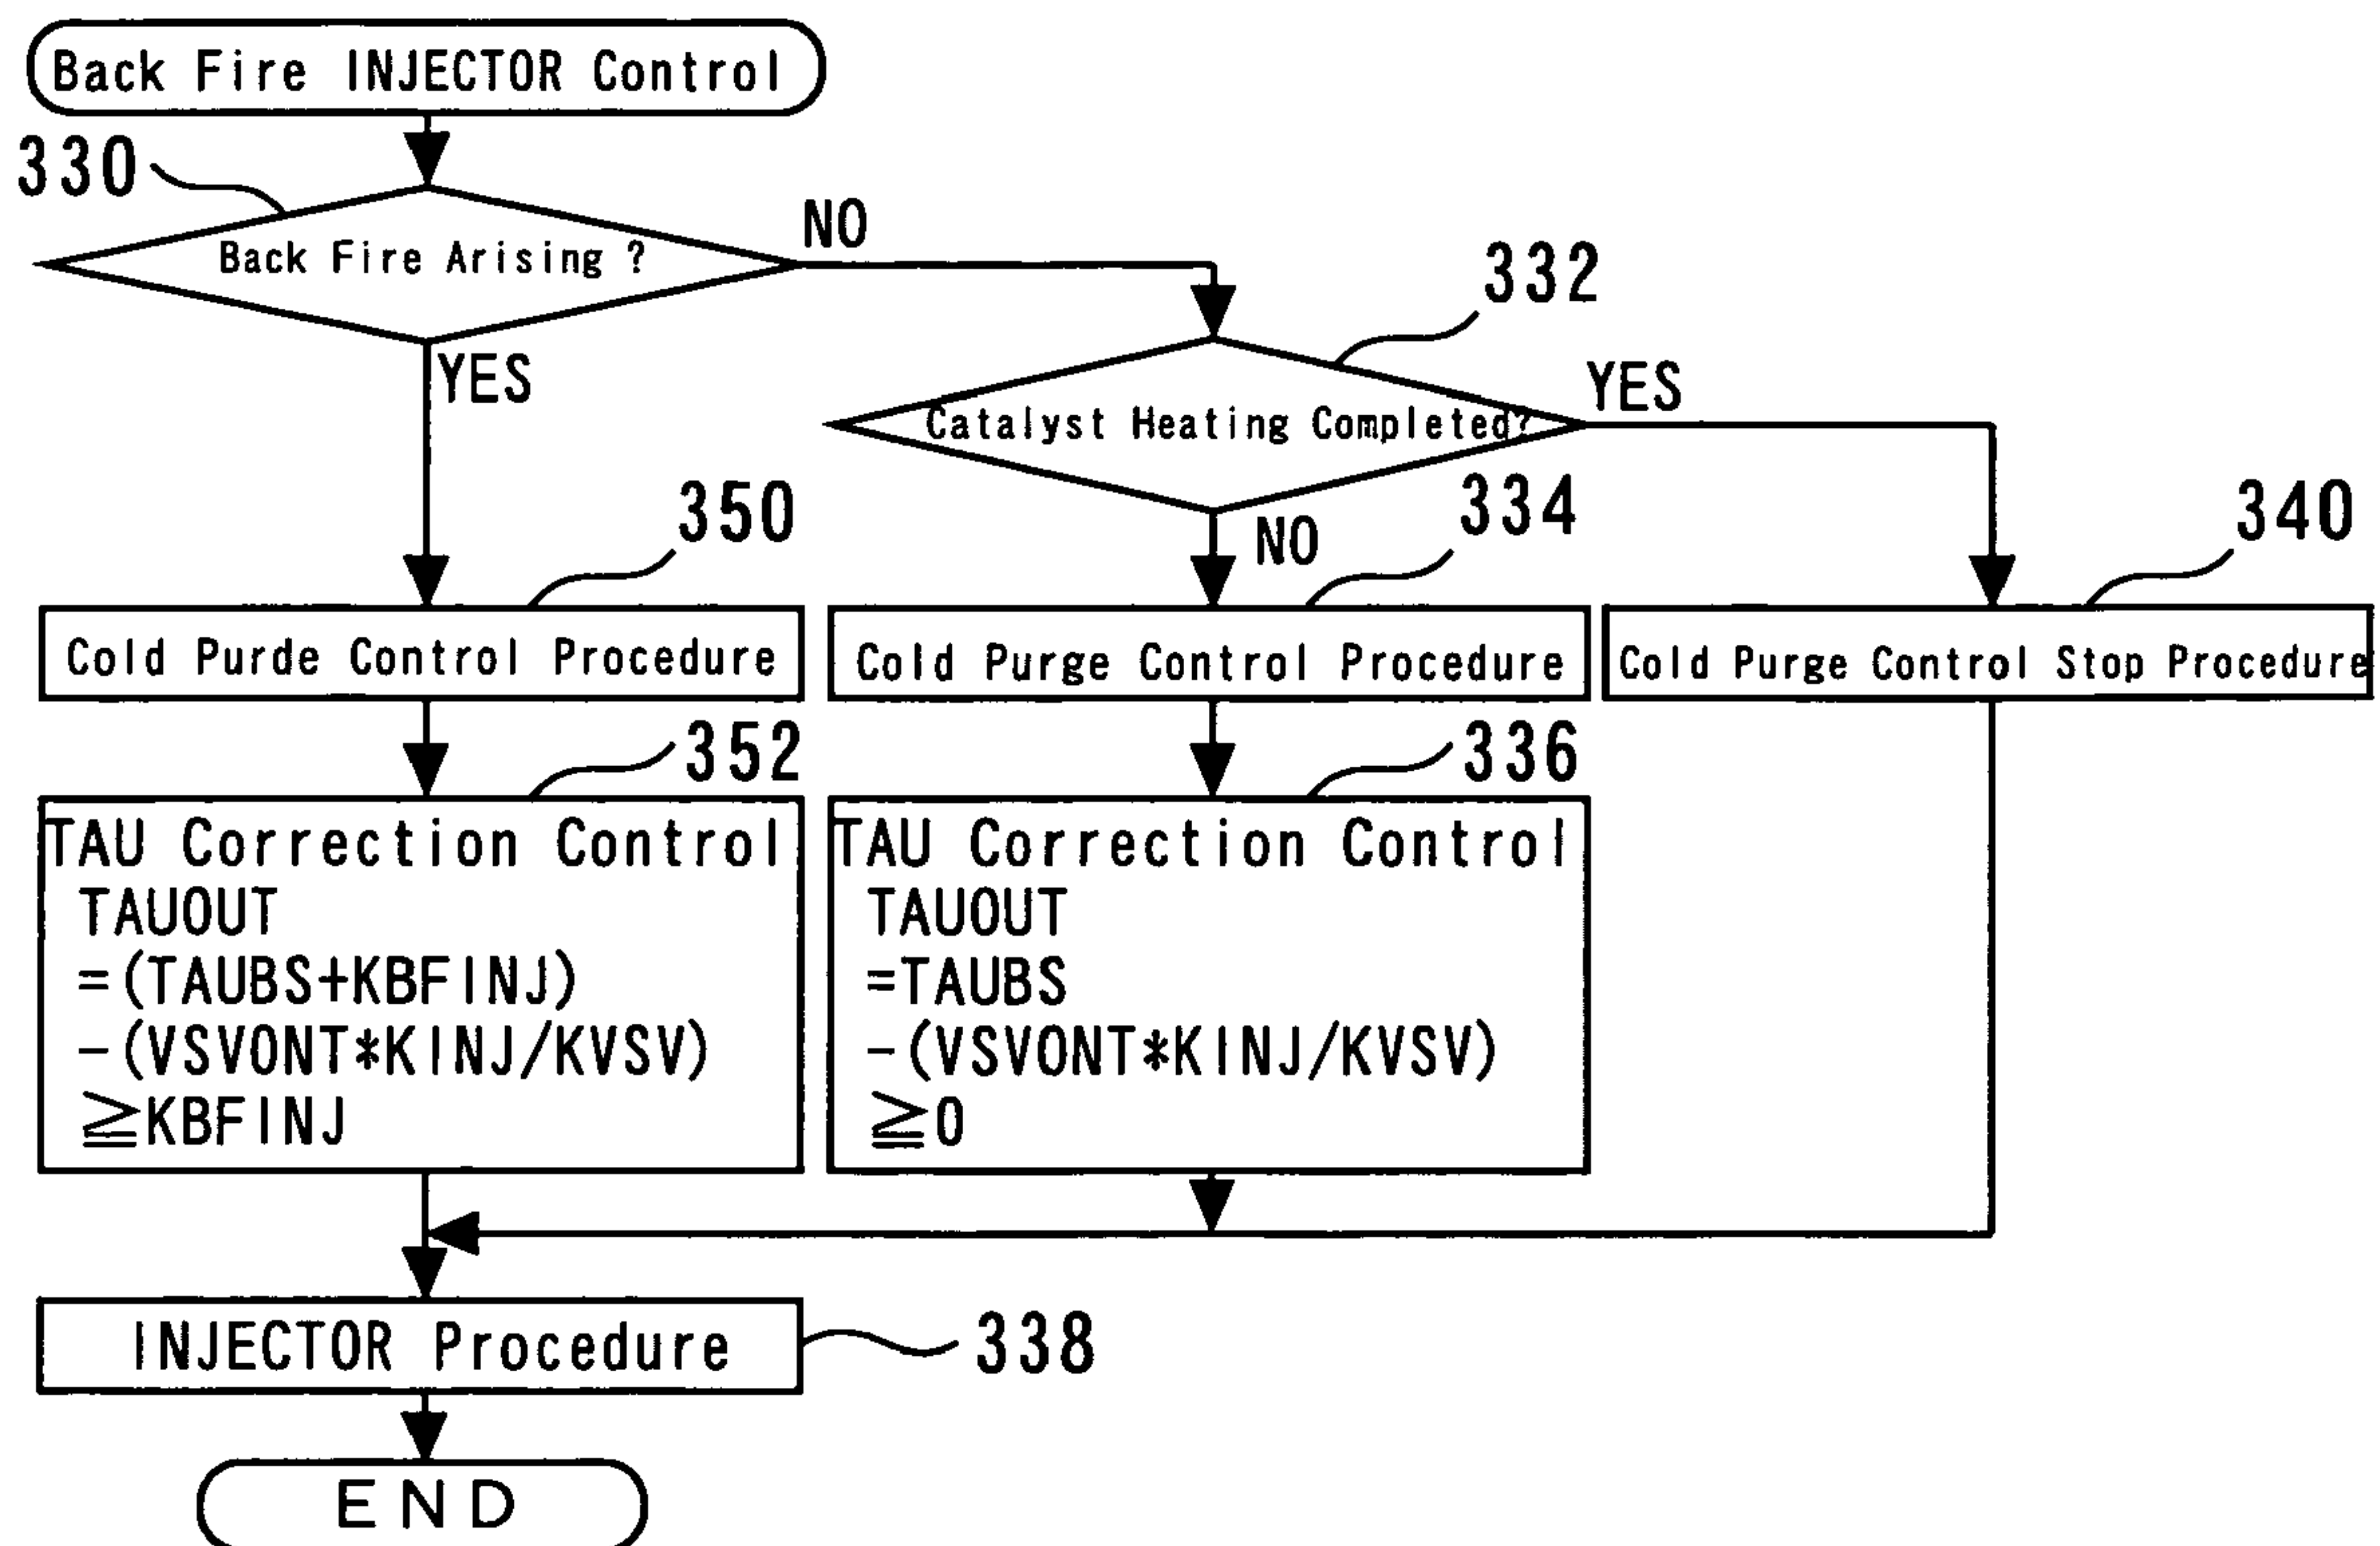 Back Fire INJECTOR Control
330
Back Fire Arising ?
NO
YES
332
Catalyst Heating Completed?
YES
NO
350
334
340
Cold Purde Control Procedure
Cold Purge Control Procedure
Cold Purge Control Stop Procedure
352
336
TAU Correction Control
TAUOUT
=(TAUBS+KBFINJ)
-(VSVONT*KINJ/KVSV)
≧KBFINJ
TAU Correction Control
TAUOUT
=TAUBS
-(VSVONT*KINJ/KVSV)
≧0
INJECTOR Procedure
338
END